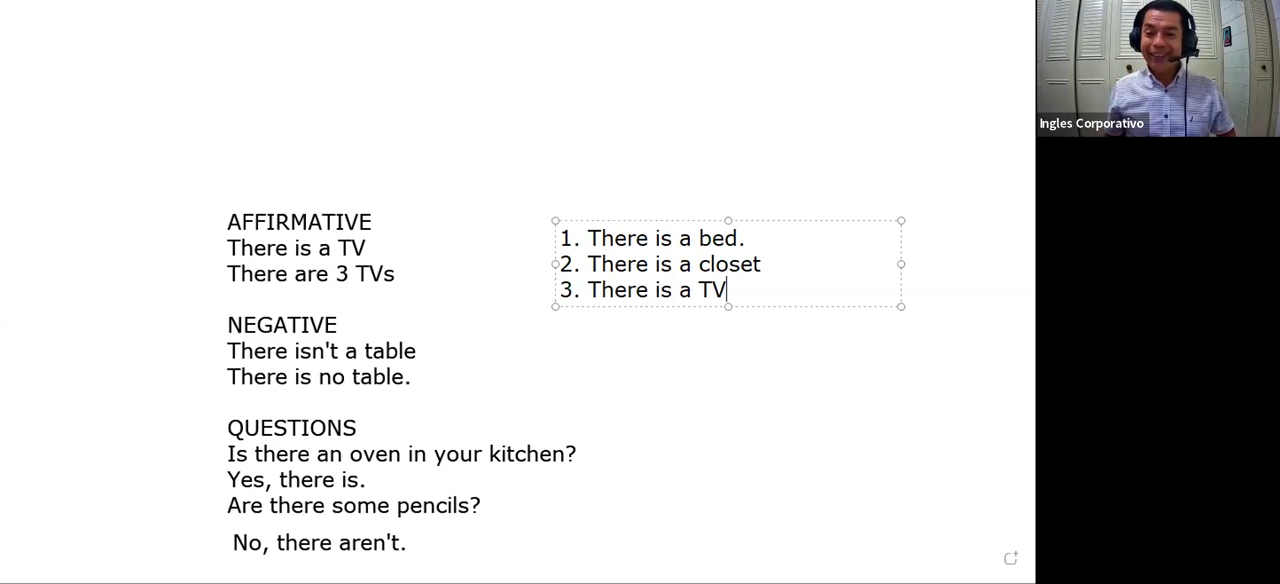 AFFIRMATIVE
There is a TV
There are 3 TVs
NEGATIVE
There isn't a table
There is no table.
QUESTIONS
Is there an oven in your kitchen?
Yes, there is.
Are there some pencils?
No, there aren't.
1. There is a bed.
2. There is a closet
3. There is a TV
Ingles Corporativo